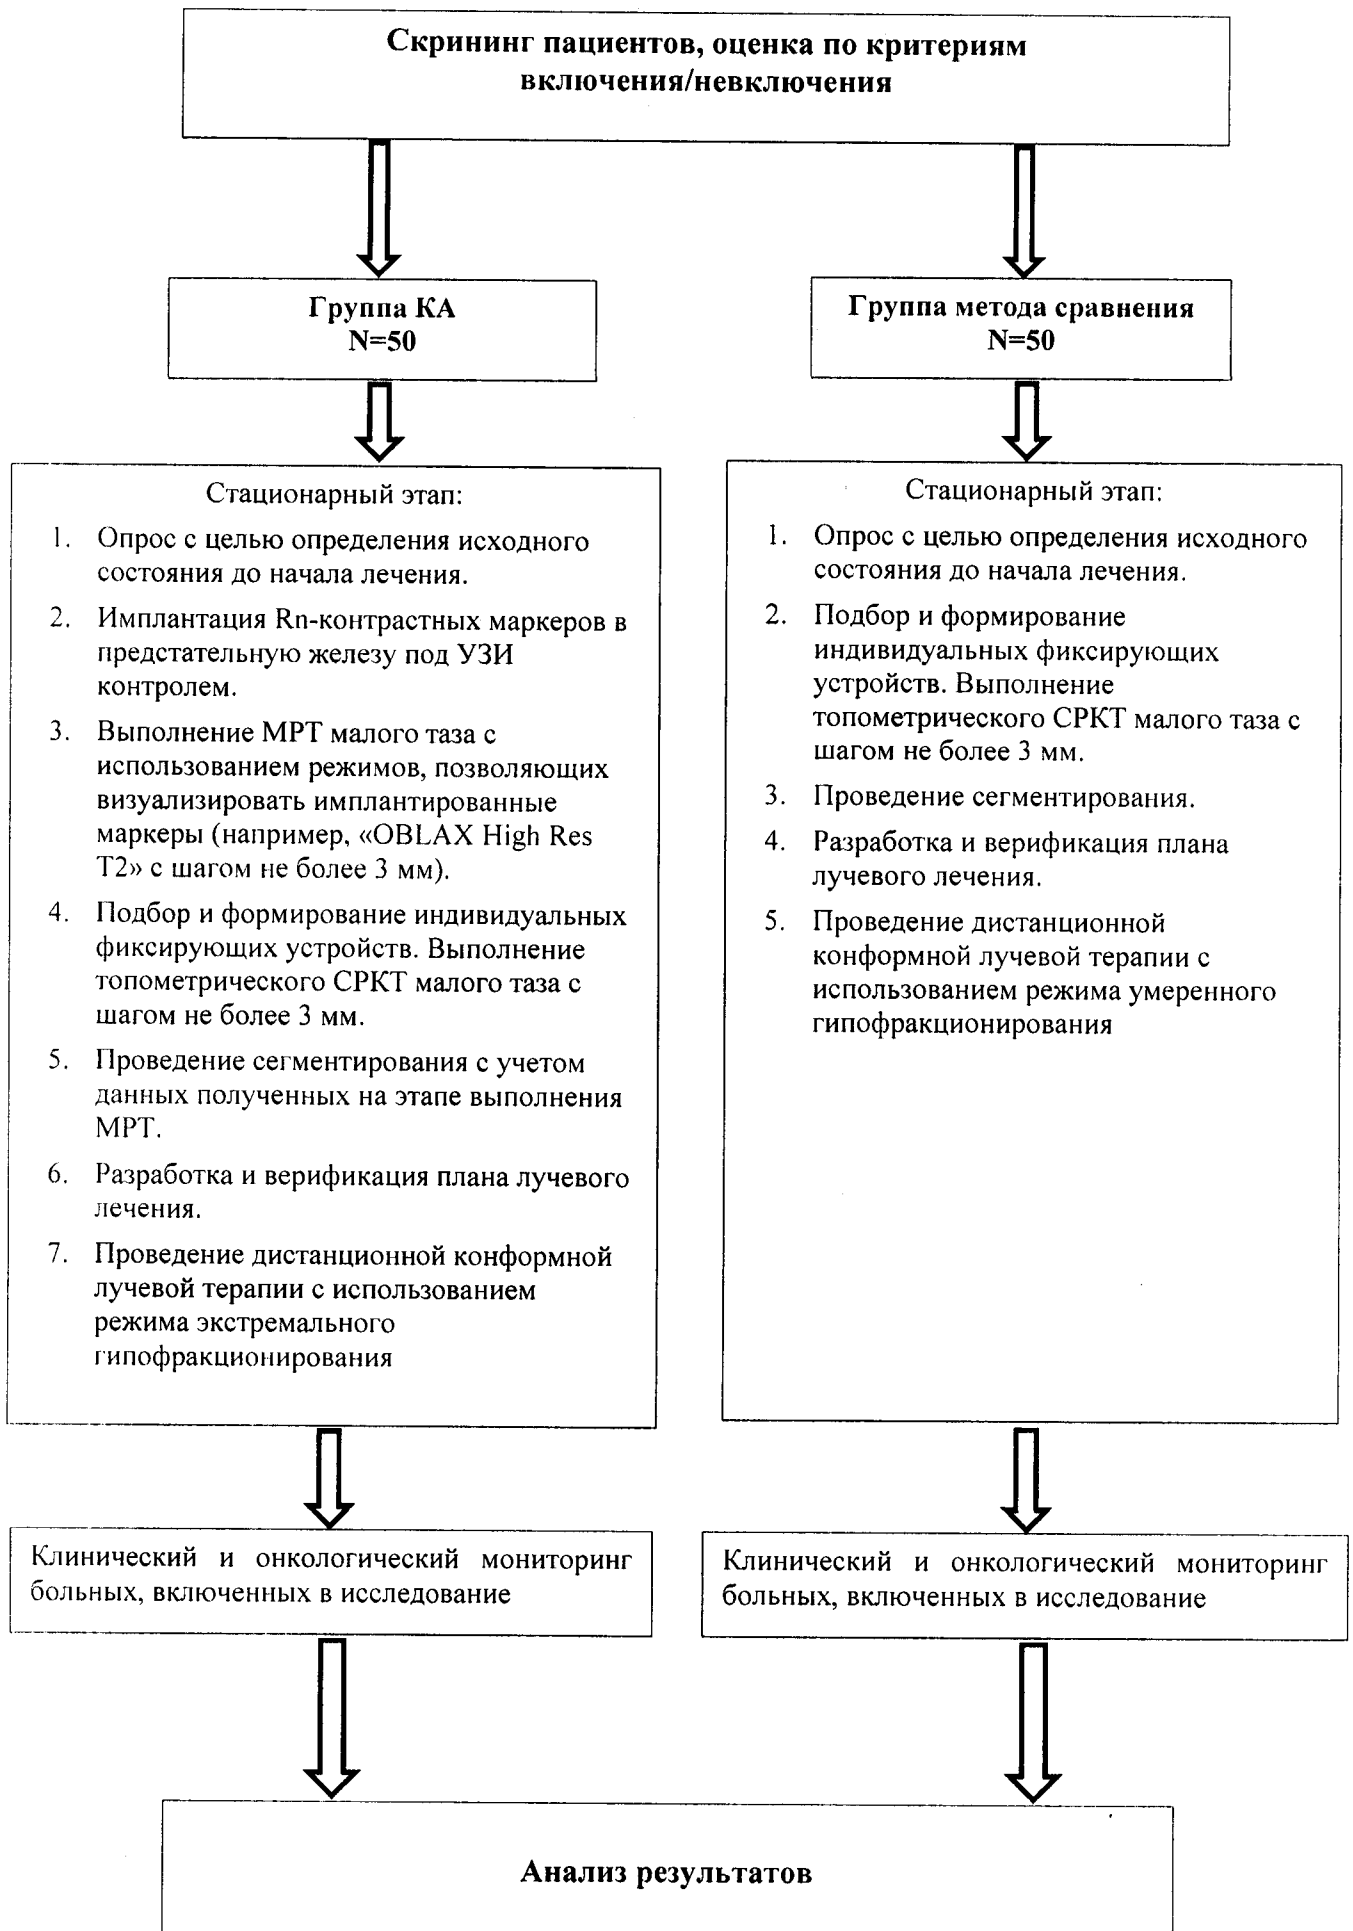 Скрининг пациентов, оценка по критериям
включения/невключения
Группа КА
N=50
Группа метода сравнения
N=50
Стационарный этап:
1. Опрос с целью определения исходного
состояния до начала лечения.
2. Имплантация Rn-контрастных маркеров в
предстательную железу под УЗИ
контролем.
3. Выполнение МРТ малого таза с
использованием режимов, позволяющих
визуализировать имплантированные
маркеры (например, «OBLAX High Res
T2» с шагом не более 3 мм).
4. Подбор и формирование индивидуальных
фиксирующих устройств. Выполнение
топометрического СРКТ малого таза с
шагом не более 3 мм.
5. Проведение сегментирования с учетом
данных полученных на этапе выполнения
МРТ.
6. Разработка и верификация плана лучевого
лечения.
7. Проведение дистанционной конформной
лучевой терапии с использованием
режима экстремального
гипофракционирования
Стационарный этап:
1. Опрос с целью определения исходного
состояния до начала лечения.
2. Подбор и формирование
индивидуальных фиксирующих
устройств. Выполнение
топометрического СРКТ малого таза с
шагом не более 3 мм.
3. Проведение сегментирования.
4. Разработка и верификация плана
лучевого лечения.
5. Проведение дистанционной
конформной лучевой терапии с
использованием режима умеренного
гипофракционирования
Клинический и онкологический мониторинг
больных, включенных в исследование
Клинический и онкологический мониторинг
больных, включенных в исследование
Анализ результатов